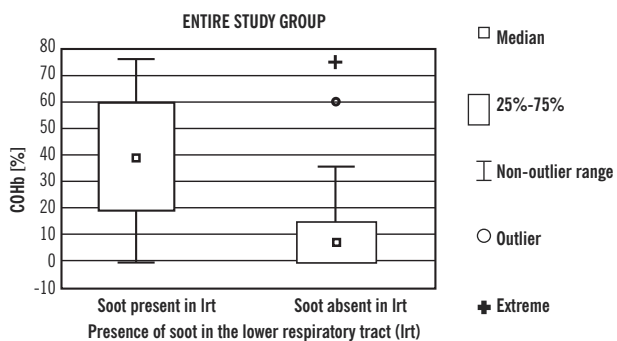 ENTIRE STUDY GROUP
80
70
60
50
40
30
20
10
0
-10
COHb [%]
Soot present in lrt
Soot absent in lrt
Presence of soot in the lower respiratory tract (lrt)
Median
25%-75%
Non-outlier range
Outlier
Extreme